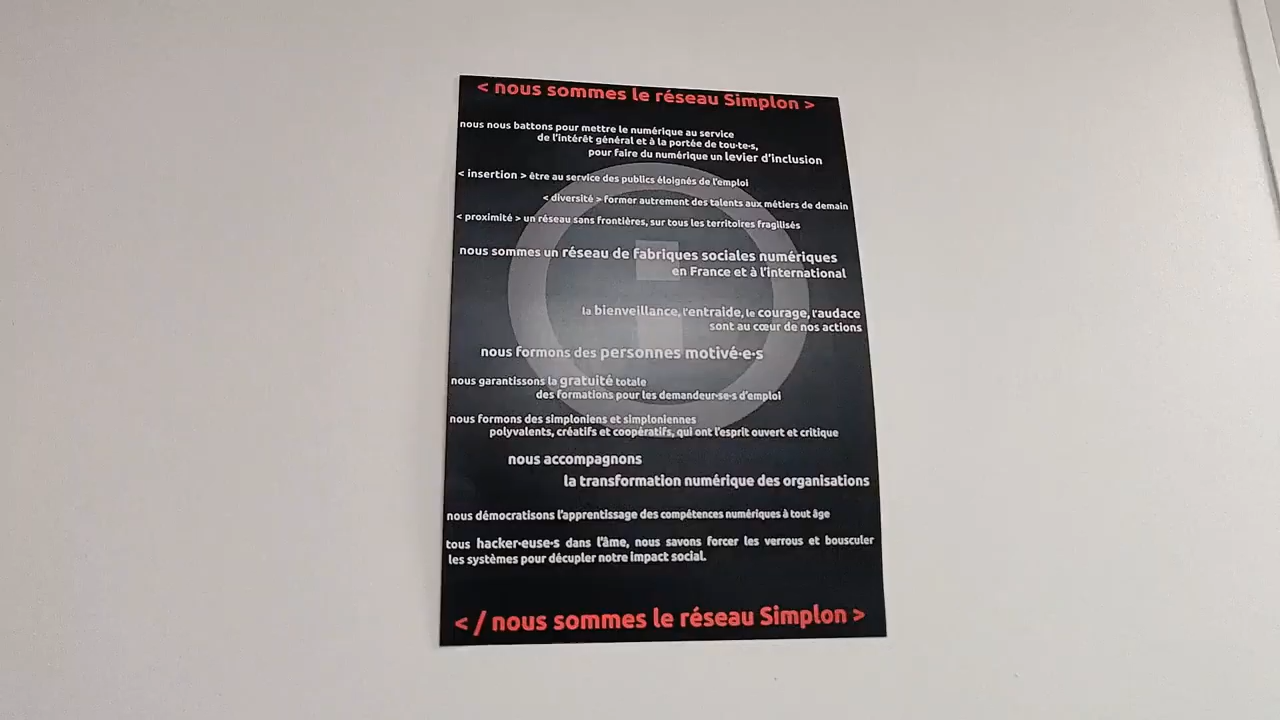 < nous sommes le réseau Simplon >
nous nous battons pour mettre le numérique au service
de l'intérêt général et à la portée de tou·te·s,
pour faire du numérique un levier d'inclusion
< insertion > être au service des publics éloignés de l'emploi
< diversité > former autrement des talents aux métiers de demain
< proximité > un réseau sans frontières, sur tous les territoires fragilisés
nous sommes un réseau de fabriques sociales numériques
en France et à l'international
la bienveillance, l'entraide, le courage, l'audace
sont au cœur de nos actions
nous formons des personnes motivé·e·s
nous garantissons la gratuité totale
des formations pour les demandeur·se·s d'emploi
nous formons des simploniens et simploniennes
polyvalents, créatifs et coopératifs, qui ont l'esprit ouvert et critique
nous accompagnons
la transformation numérique des organisations
nous démocratisons l'apprentissage des compétences numériques à tout âge
tous hacker·euse·s dans l'âme, nous savons forcer les verrous et bousculer
les systèmes pour décupler notre impact social.
</ nous sommes le réseau Simplon >